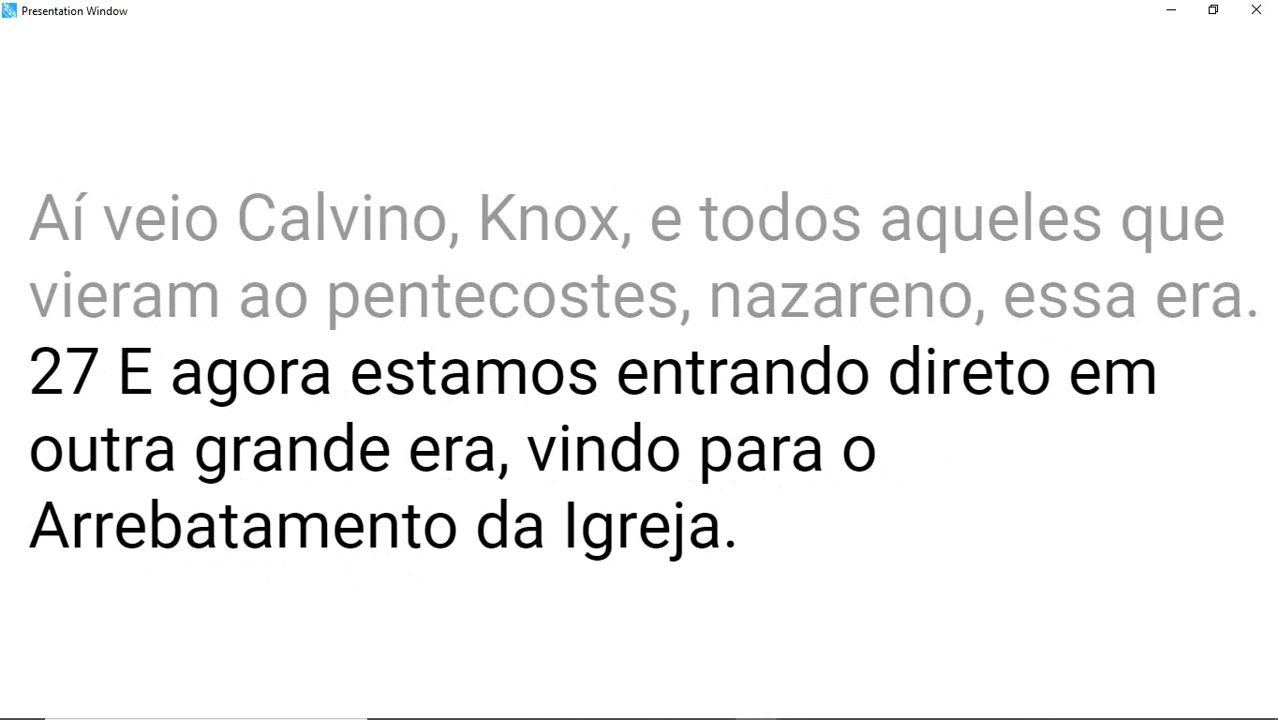 Presentation Window
Aí veio Calvino, Knox, e todos aqueles que
vieram ao pentecostes, nazareno, essa era.
27 E agora estamos entrando direto em
outra grande era, vindo para o
Arrebatamento da Igreja.